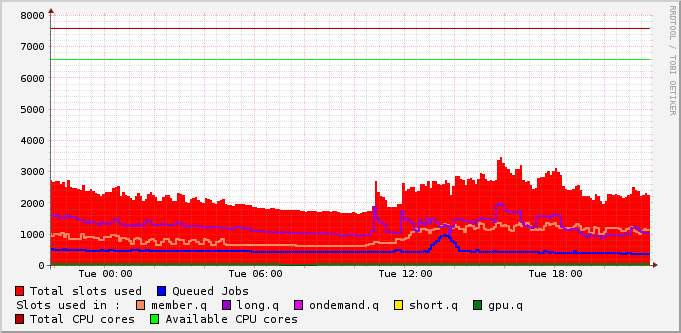 RRDTOOL / TOBI OETIKER
8000
7000
6000
5000
4000
3000
2000
1000
0
Tue 00:00 Tue 06:00 Tue 12:00 Tue 18:00
Total slots used Queued Jobs
Slots used in : member.q long.q ondemand.q short.q gpu.q
Total CPU cores Available CPU cores